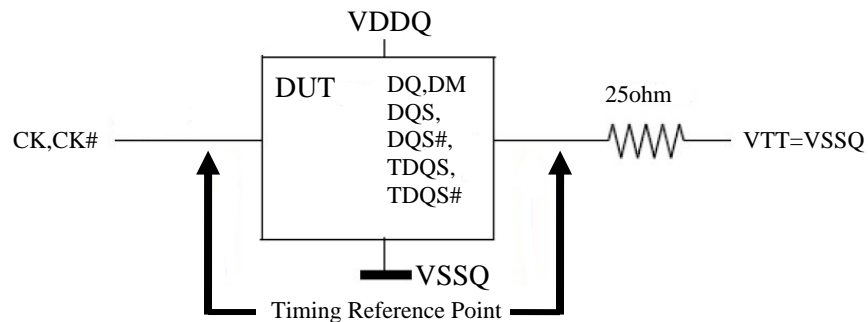 VDDQ
DUT
DQ,DM
DQS,
DQS#,
TDQS,
TDQS#
25ohm
CK,CK#
VTT=VSSQ
VSSQ
Timing Reference Point